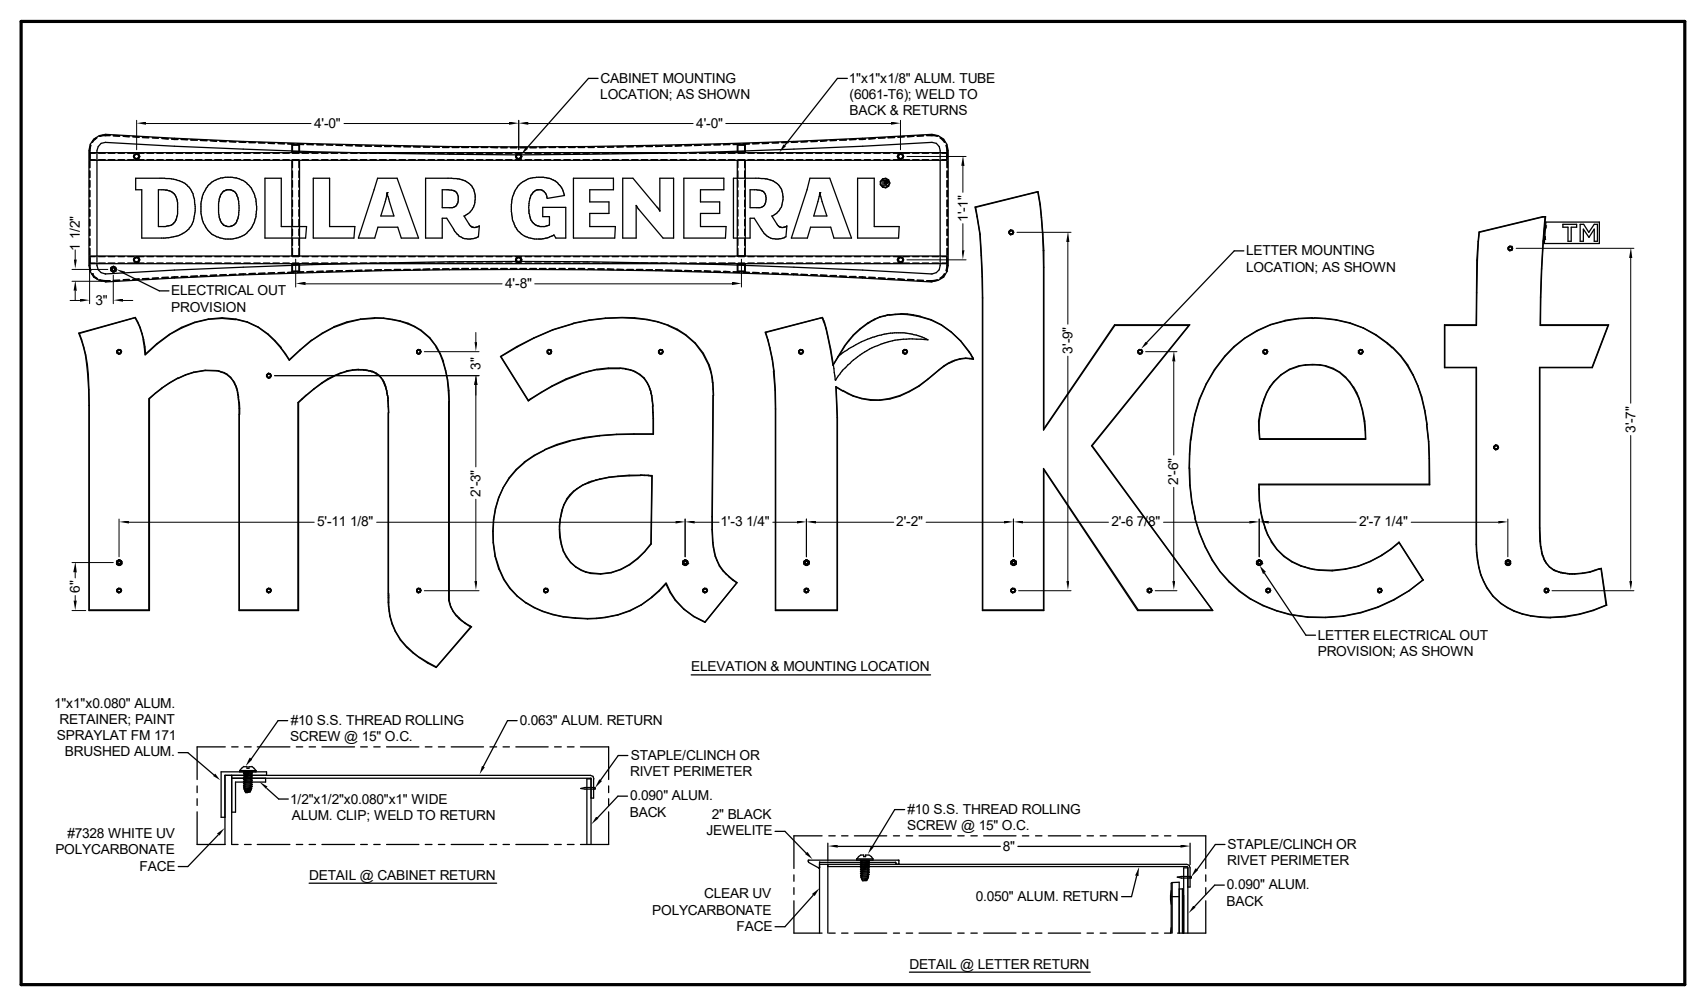 CABINET MOUNTING
LOCATION; AS SHOWN
1"x1"x1/8" ALUM. TUBE
(6061-T6); WELD TO
BACK & RETURNS
4'-0"
4'-0"
DOLLAR GENERAL®
1'-1"
1 1/2"
3"
ELECTRICAL OUT
PROVISION
4'-8"
market
TM
LETTER MOUNTING
LOCATION; AS SHOWN
3"
3'-9"
2'-3"
2'-6"
3'-7"
5'-11 1/8"
1'-3 1/4"
2'-2"
2'-6 7/8"
2'-7 1/4"
6"
LETTER ELECTRICAL OUT
PROVISION; AS SHOWN
ELEVATION & MOUNTING LOCATION
1"x1"x0.080" ALUM.
RETAINER; PAINT
SPRAYLAT FM 171
BRUSHED ALUM.
#10 S.S. THREAD ROLLING
SCREW @ 15" O.C.
0.063" ALUM. RETURN
STAPLE/CLINCH OR
RIVET PERIMETER
1/2"x1/2"x0.080"x1" WIDE
ALUM. CLIP; WELD TO RETURN
0.090" ALUM.
BACK
#7328 WHITE UV
POLYCARBONATE
FACE
DETAIL @ CABINET RETURN
2" BLACK
JEWELITE
#10 S.S. THREAD ROLLING
SCREW @ 15" O.C.
8"
STAPLE/CLINCH OR
RIVET PERIMETER
CLEAR UV
POLYCARBONATE
FACE
0.050" ALUM. RETURN
0.090" ALUM.
BACK
DETAIL @ LETTER RETURN